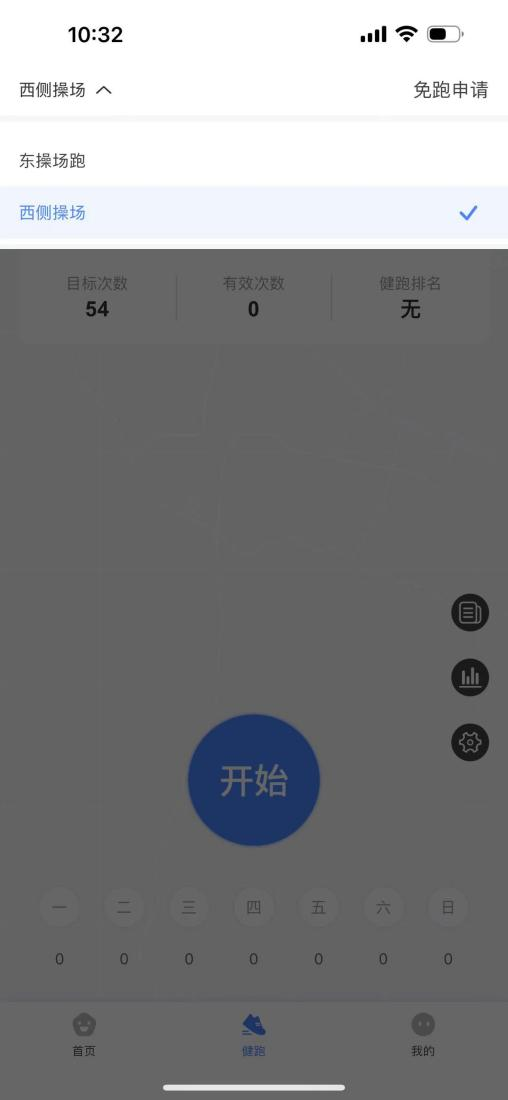 10:32
西侧操场 免跑申请
东操场跑
西侧操场
目标次数 有效次数 健跑排名
54 0 无
开始
一 二 三 四 五 六 日
0 0 0 0 0 0 0
首页 健跑 我的